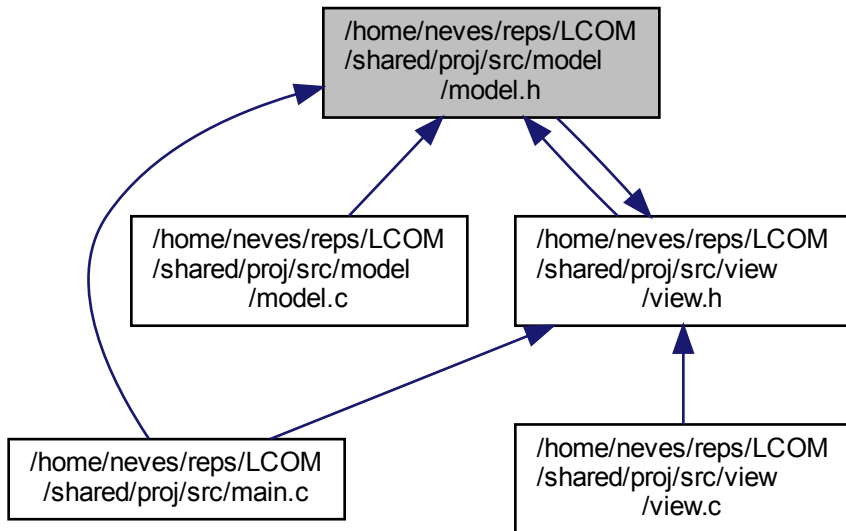 /home/neves/reps/LCOM
/shared/proj/src/model
/model.h
/home/neves/reps/LCOM
/shared/proj/src/model
/model.c
/home/neves/reps/LCOM
/shared/proj/src/view
/view.h
/home/neves/reps/LCOM
/shared/proj/src/main.c
/home/neves/reps/LCOM
/shared/proj/src/view
/view.c